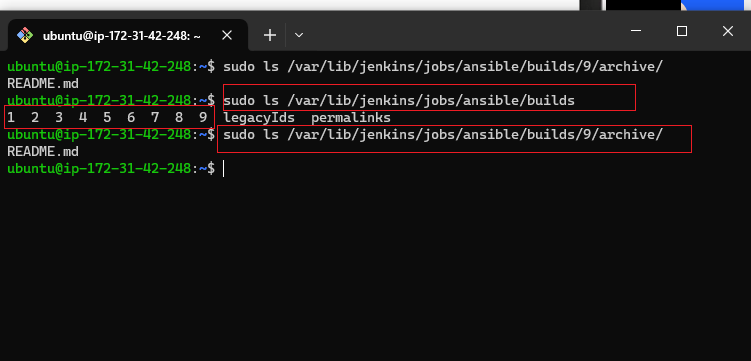 ubuntu@ip-172-31-42-248: ~
ubuntu@ip-172-31-42-248:~$ sudo ls /var/lib/jenkins/jobs/ansible/builds/9/archive/
README.md
ubuntu@ip-172-31-42-248:~$ sudo ls /var/lib/jenkins/jobs/ansible/builds
1  2  3  4  5  6  7  8  9  legacyIds  permalinks
ubuntu@ip-172-31-42-248:~$ sudo ls /var/lib/jenkins/jobs/ansible/builds/9/archive/
README.md
ubuntu@ip-172-31-42-248:~$